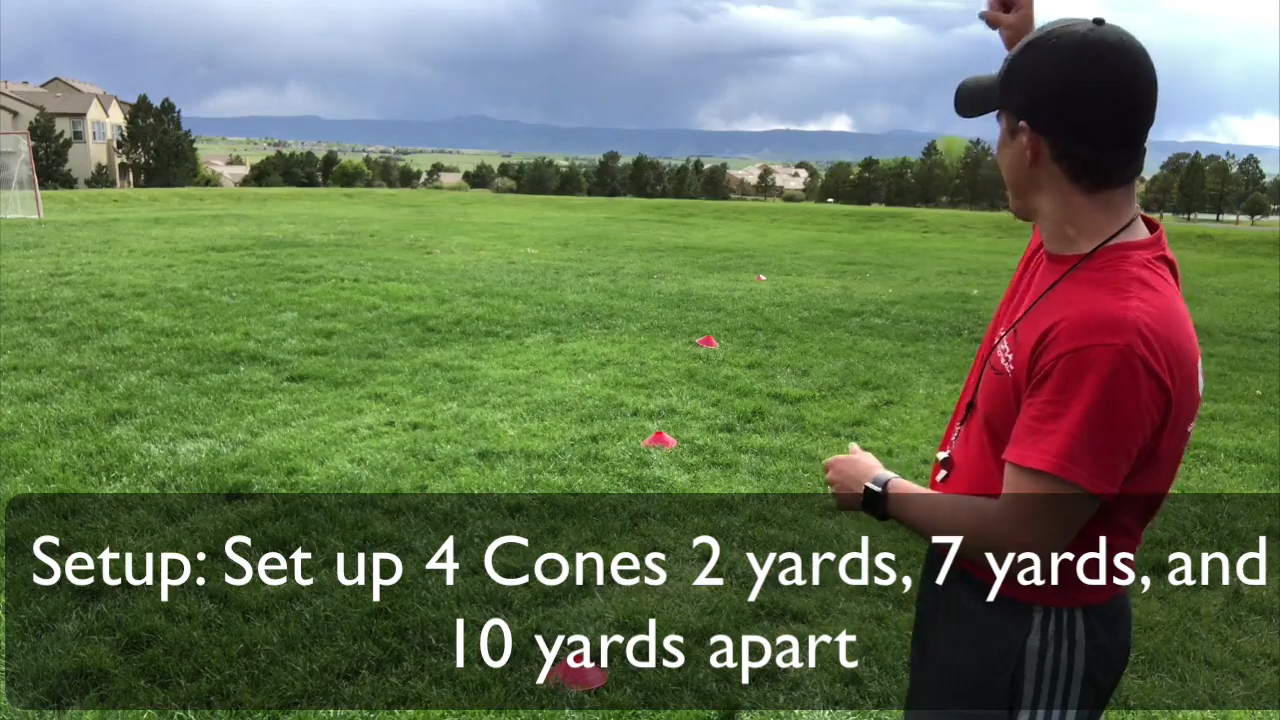 Setup: Set up 4 Cones 2 yards, 7 yards, and
10 yards apart